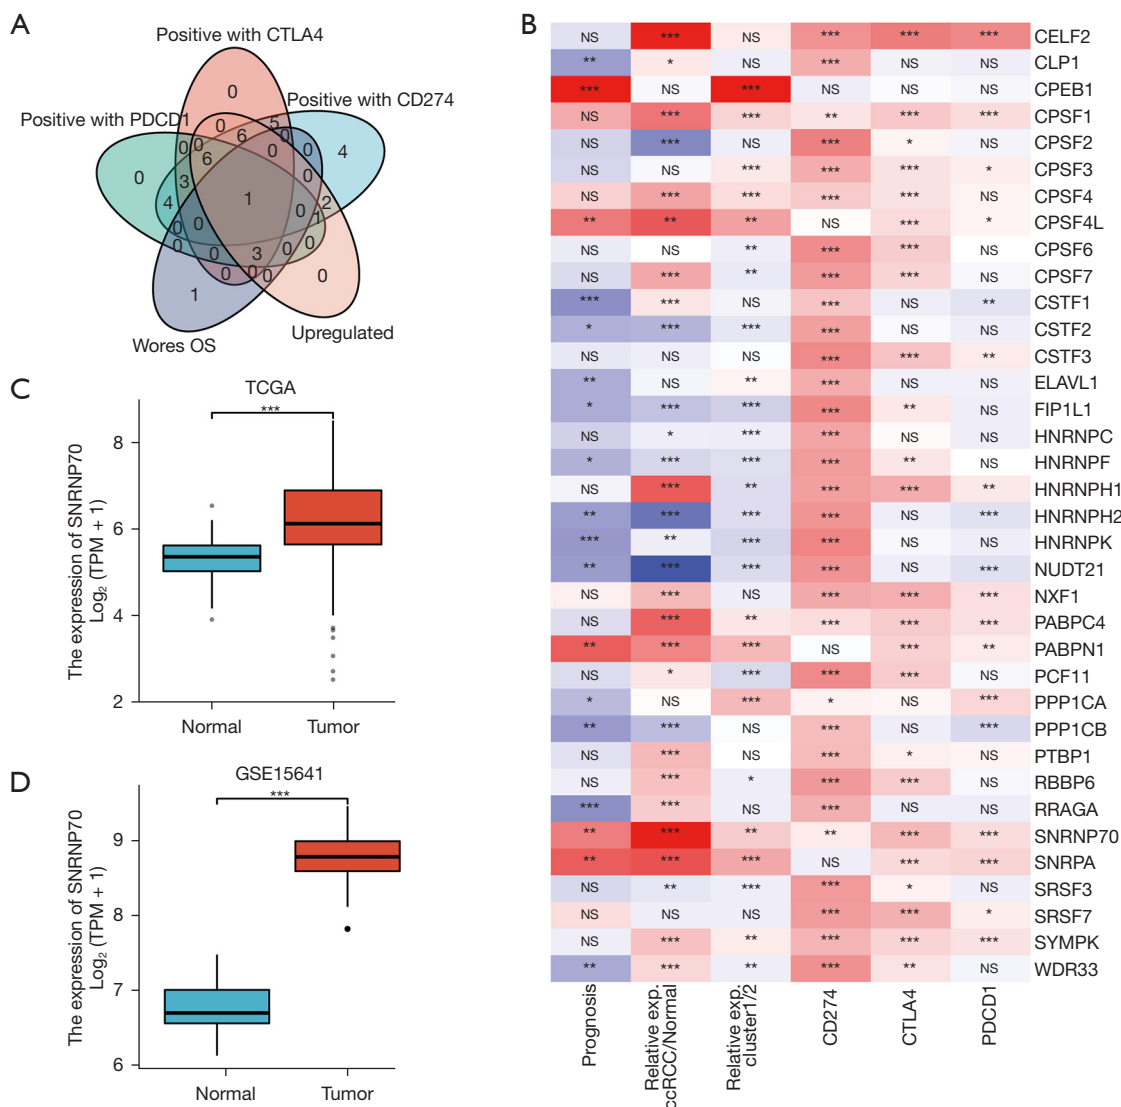 A
Positive with CTLA4
Positive with CD274
Positive with PDCD1
0
5
0
0
0
6
0
4
0
0
6
0
0
0
3
0
4
1
0
2
1
0
0
0
0
0
0
3
0
0
0
0
0
0
0
1
Wores OS
Upregulated
B
NS *** NS *** *** *** CELF2
** * NS *** NS NS CLP1
*** NS *** NS NS NS CPEB1
NS *** *** ** *** *** CPSF1
NS *** NS *** * NS CPSF2
NS NS *** *** *** * CPSF3
NS *** *** *** *** NS CPSF4
** ** ** NS *** * CPSF4L
NS NS ** *** *** NS CPSF6
NS *** ** *** *** NS CPSF7
*** *** NS *** NS ** CSTF1
* *** *** *** NS NS CSTF2
NS NS NS *** *** ** CSTF3
** NS ** *** NS NS ELAVL1
* *** *** *** ** NS FIP1L1
NS * *** *** NS NS HNRNPC
* *** *** *** ** NS HNRNPF
NS *** ** *** *** ** HNRNPH1
** *** *** *** NS *** HNRNPH2
*** ** *** *** NS NS HNRNPK
** *** *** *** NS *** NUDT21
NS *** NS *** *** *** NXF1
NS *** ** *** *** *** PABPC4
** *** *** NS *** ** PABPN1
NS * *** *** *** NS PCF11
* NS *** * NS *** PPP1CA
** *** NS *** NS *** PPP1CB
NS *** NS *** * NS PTBP1
NS *** * *** *** NS RBBP6
*** *** NS *** NS NS RRAGA
** *** ** ** *** *** SNRNP70
** *** *** NS *** *** SNRPA
NS ** *** *** * NS SRSF3
NS NS NS *** *** * SRSF7
NS *** ** *** *** *** SYMPK
** *** ** *** ** NS WDR33
Prognosis
Relative exp.
ccRCC/Normal
Relative exp.
cluster1/2
CD274
CTLA4
PDCD1
C
TCGA
***
The expression of SNRNP70
Log2 (TPM + 1)
8
6
4
2
Normal
Tumor
D
GSE15641
***
The expression of SNRNP70
Log2 (TPM + 1)
9
8
7
6
Normal
Tumor